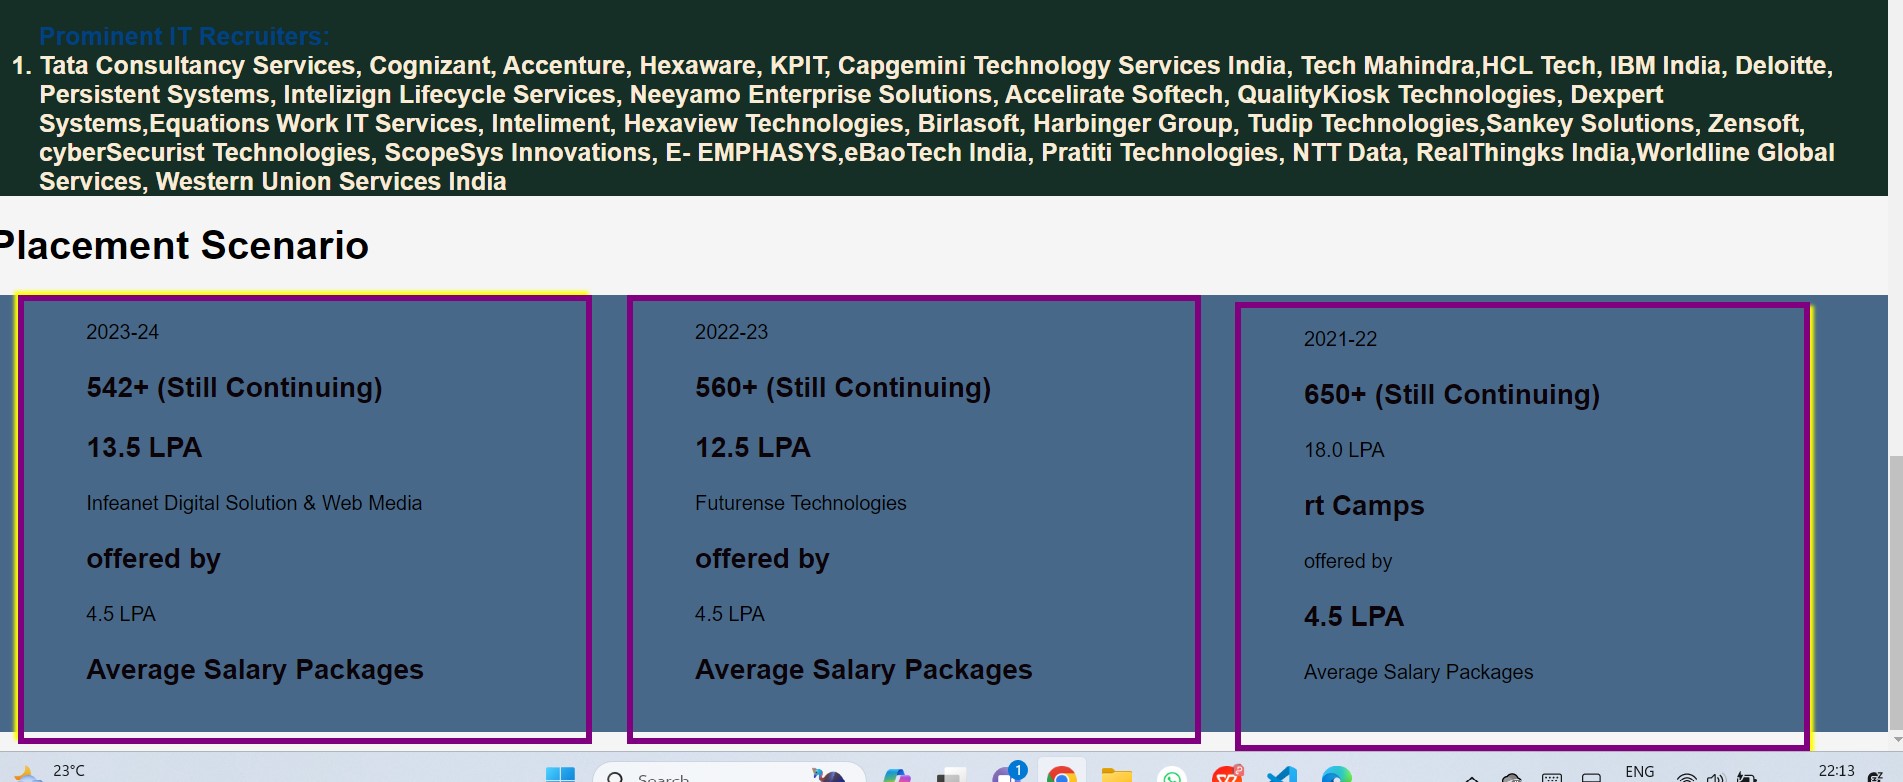 Prominent IT Recruiters:
1. Tata Consultancy Services, Cognizant, Accenture, Hexaware, KPIT, Capgemini Technology Services India, Tech Mahindra,HCL Tech, IBM India, Deloitte,
Persistent Systems, Intelizign Lifecycle Services, Neeyamo Enterprise Solutions, Accelirate Softech, QualityKiosk Technologies, Dexpert
Systems,Equations Work IT Services, Inteliment, Hexaview Technologies, Birlasoft, Harbinger Group, Tudip Technologies,Sankey Solutions, Zensoft,
cyberSecurist Technologies, ScopeSys Innovations, E- EMPHASYS,eBaoTech India, Pratiti Technologies, NTT Data, RealThingks India,Worldline Global
Services, Western Union Services India
Placement Scenario
2023-24
542+ (Still Continuing)
13.5 LPA
Infeanet Digital Solution & Web Media
offered by
4.5 LPA
Average Salary Packages
2022-23
560+ (Still Continuing)
12.5 LPA
Futurense Technologies
offered by
4.5 LPA
Average Salary Packages
2021-22
650+ (Still Continuing)
18.0 LPA
rt Camps
offered by
4.5 LPA
Average Salary Packages
23°C
Search
1
ENG
22:13